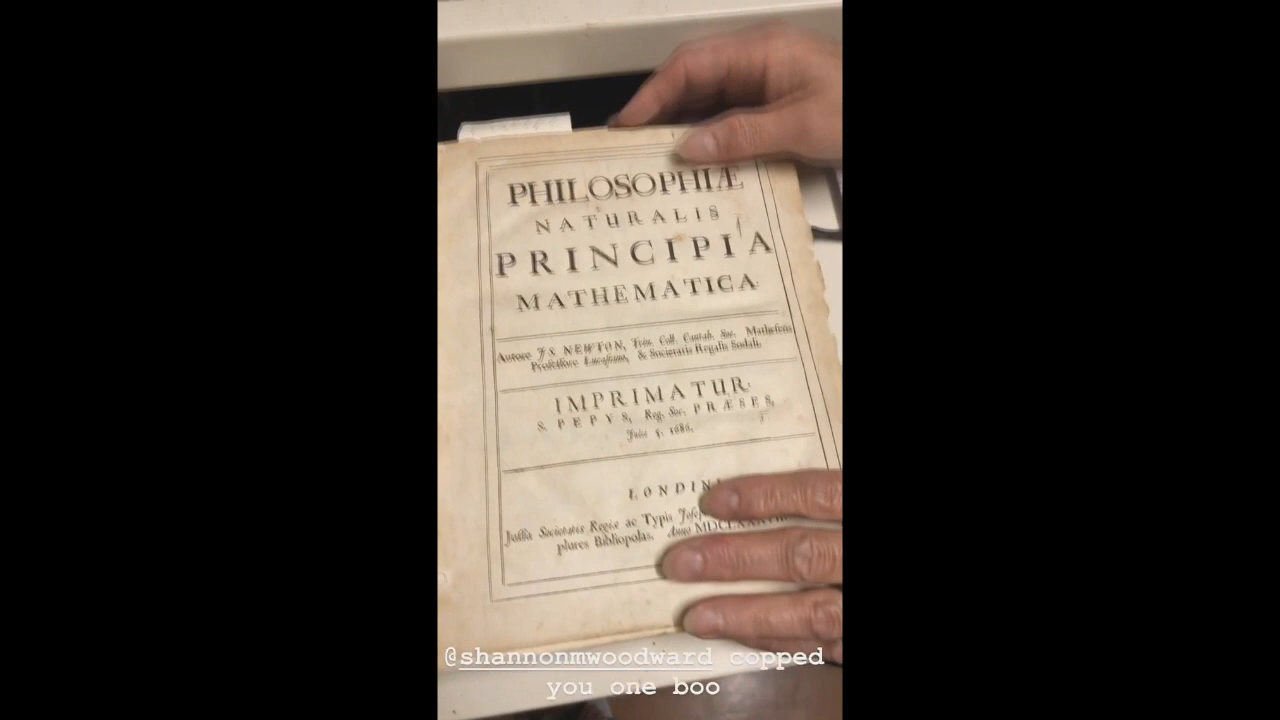 PHILOSOPHIÆ
NATURALIS
PRINCIPIA
MATHEMATICA
Autore JS. NEWTON, Trin. Coll. Cantab. Soc. Matheseos
Professore Lucasiano, & Societatis Regalis Sodali.
IMPRIMATUR.
S. PEPYS, Reg. Soc. PRÆSES,
Julii 5. 1686.
LONDINI
Jussu Societatis Regiæ ac Typis
plures Bibliopolas. Anno
@shannonmwoodward copped
you one boo